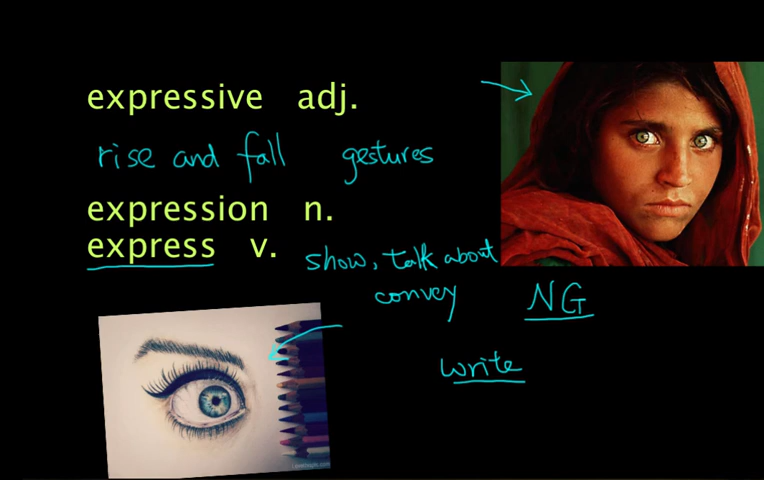 expressive adj.
rise and fall gestures
expression n.
express v.
show, talk about
convey
NG
write